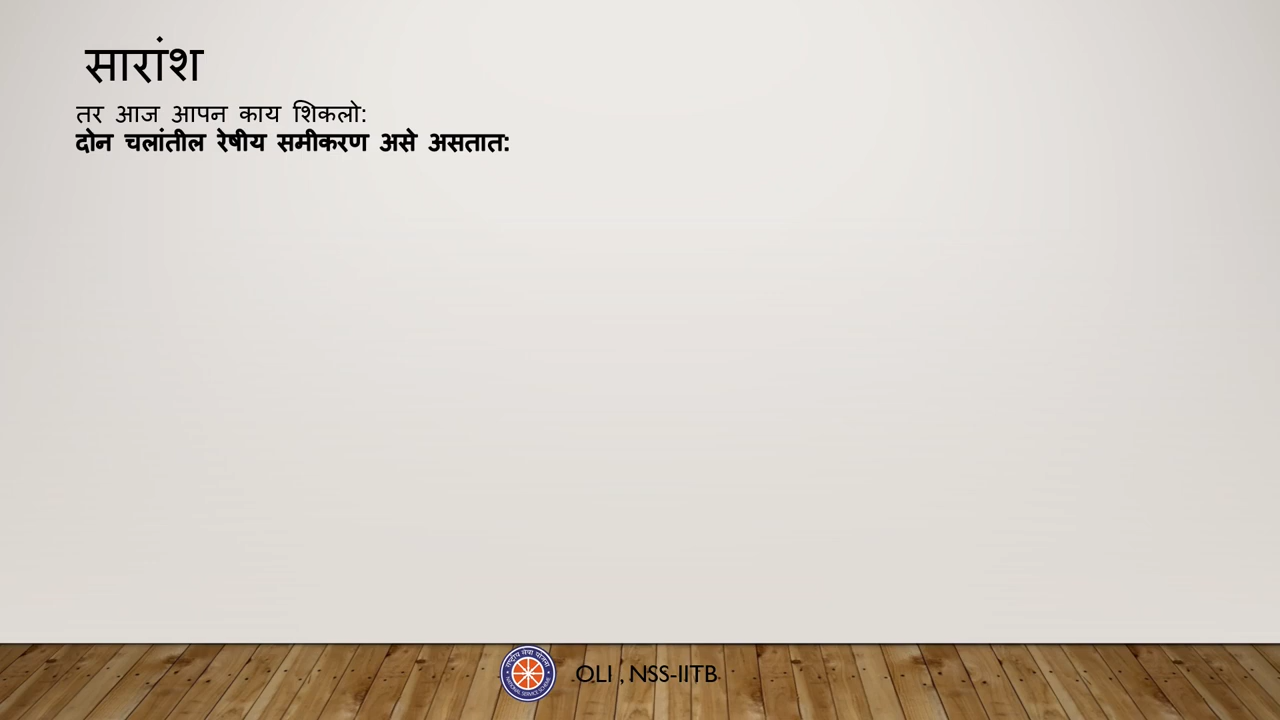 सारांश
तर आज आपन काय शिकलो:
दोन चलांतील रेषीय समीकरण असे असतात:
OLI , NSS-IITB